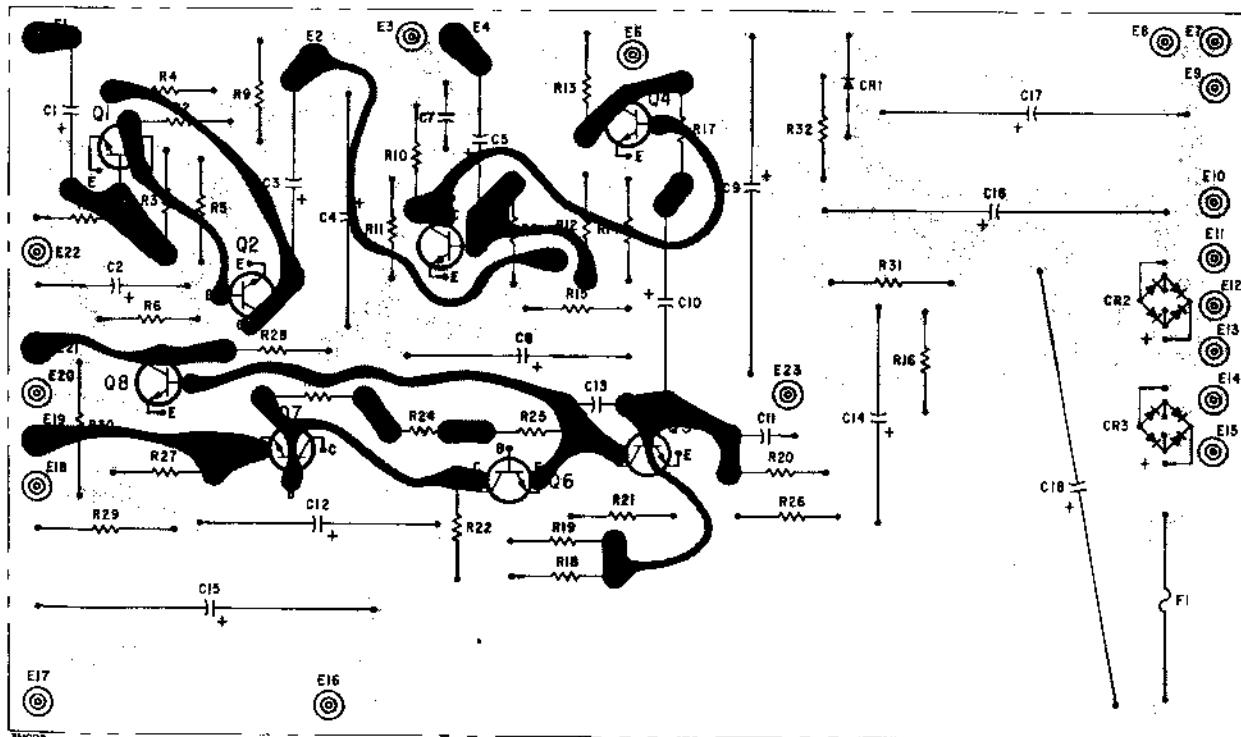 E1
E2
E3
E4
E5
E8
E7
R4
R9
R13
Q4
CR1
E9
C1
+
Q1
R2
C7
C5
R17
R32
C17
+
E
R10
E
R3
R5
C3
+
C4
+
R11
R12
C9
+
C16
+
E10
E22
Q2
E
E
E11
C2
+
R6
R15
+
C10
R31
CR2
+
E12
E13
R28
C8
+
R16
E20
Q8
E
C13
E23
C14
+
CR3
+
E14
E19
Q7
R24
R25
C11
E15
R27
C
B
Q6
E
R20
E18
C18
+
R29
C12
+
R22
R21
R19
R18
R26
C15
+
F1
E17
E16